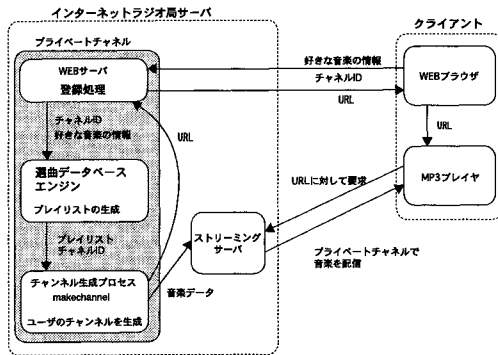 インターネットラジオ局サーバ
クライアント
プライベートチャネル
WEBサーバ
登録処理
好きな音楽の情報
チャネルID
URL
WEBブラウザ
チャネルID
好きな音楽の情報
URL
URL
選曲データベース
エンジン
プレイリストの生成
URLに対して要求
MP3プレイヤ
ストリーミング
サーバ
プレイリスト
チャネルID
プライベートチャネルで
音楽を配信
チャンネル生成プロセス
makechannel
ユーザのチャンネルを生成
音楽データ